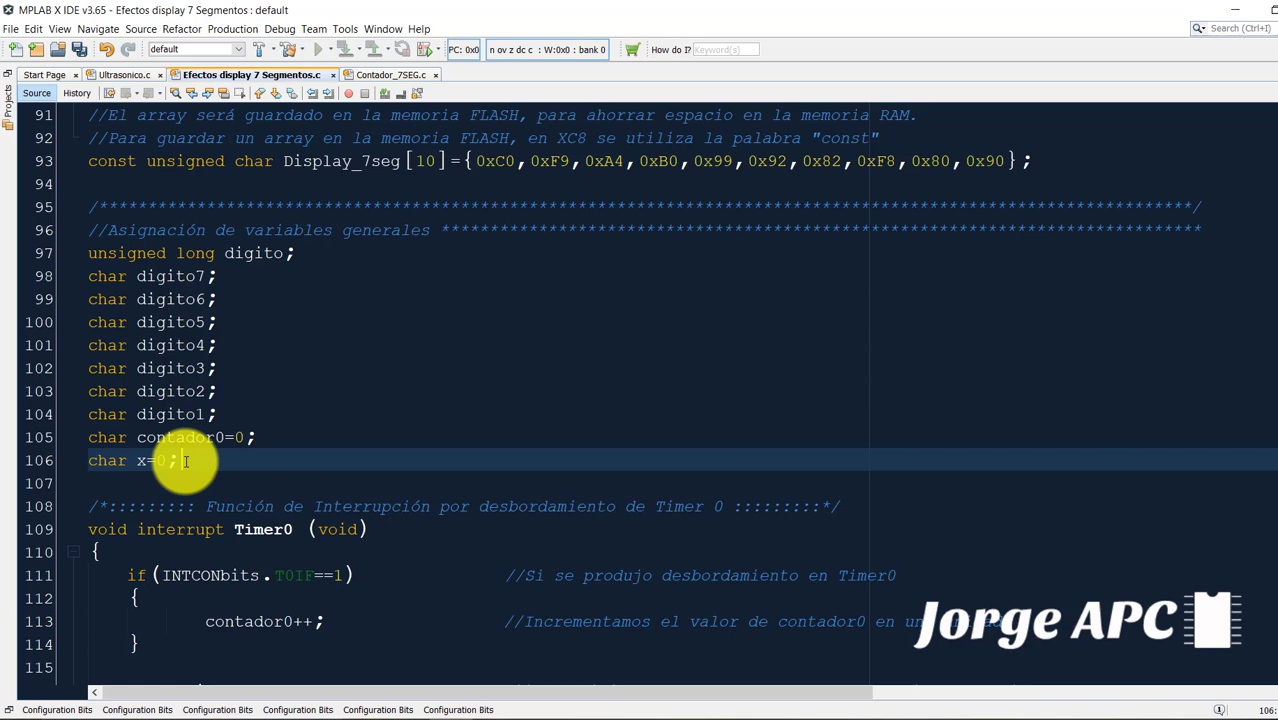 MPLAB X IDE v3.65 - Efectos display 7 Segmentos : default
File Edit View Navigate Source Refactor Production Debug Team Tools Window Help
Search (Ctrl+I)
default
PC: 0x0
n ov z dc c : W:0x0 : bank 0
How do I?
Keyword(s)
Start Page
Ultrasonico.c
Efectos display 7 Segmentos.c
Contador_7SEG.c
Projects
Source
History
91 //El array será guardado en la memoria FLASH, para ahorrar espacio en la memoria RAM.
92 //Para guardar un array en la memoria FLASH, en XC8 se utiliza la palabra "const"
93 const unsigned char Display_7seg[10]={0xC0,0xF9,0xA4,0xB0,0x99,0x92,0x82,0xF8,0x80,0x90};
94
95 /****************************************************************************************************************/
96 //Asignación de variables generales ******************************************************************************
97 unsigned long digito;
98 char digito7;
99 char digito6;
100 char digito5;
101 char digito4;
102 char digito3;
103 char digito2;
104 char digito1;
105 char contador0=0;
106 char x=0;
107
108 /*::::::::: Función de Interrupción por desbordamiento de Timer 0 :::::::::*/
109 void interrupt Timer0 (void)
110 {
111 if(INTCONbits.T0IF==1) //Si se produjo desbordamiento en Timer0
112 {
113 contador0++; //Incrementamos el valor de contador0 en
114 }
115
Jorge APC
Configuration Bits Configuration Bits Configuration Bits Configuration Bits Configuration Bits Configuration Bits
106: